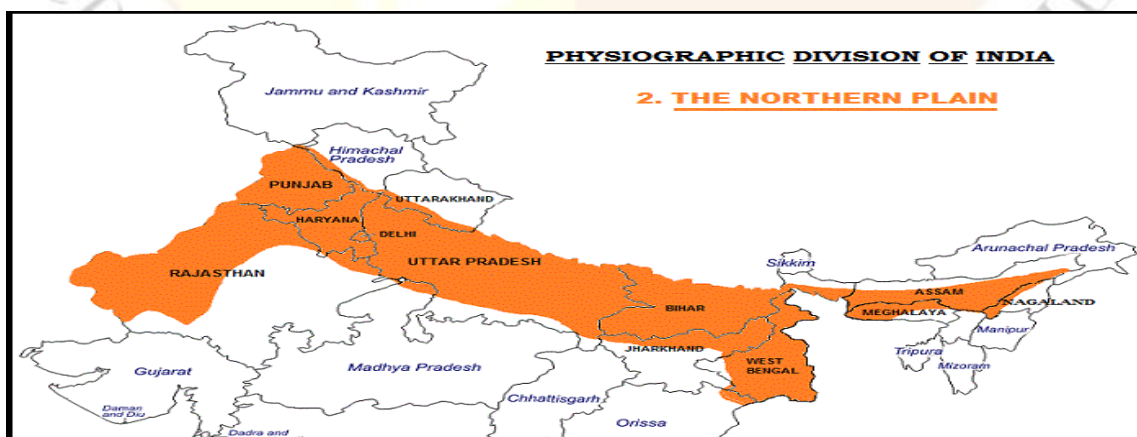 PHYSIOGRAPHIC DIVISION OF INDIA
2. THE NORTHERN PLAIN
Jammu and Kashmir
Himachal
Pradesh
PUNJAB
UTTARAKHAND
HARYANA
DELHI
UTTAR PRADESH
RAJASTHAN
Sikkim
Arunachal Pradesh
ASSAM
NAGALAND
MEGHALAYA
BIHAR
Manipur
JHARKHAND
Tripura
Mizoram
WEST
BENGAL
Gujarat
Madhya Pradesh
Chhattisgarh
Orissa
Daman
and Diu
Dadra and